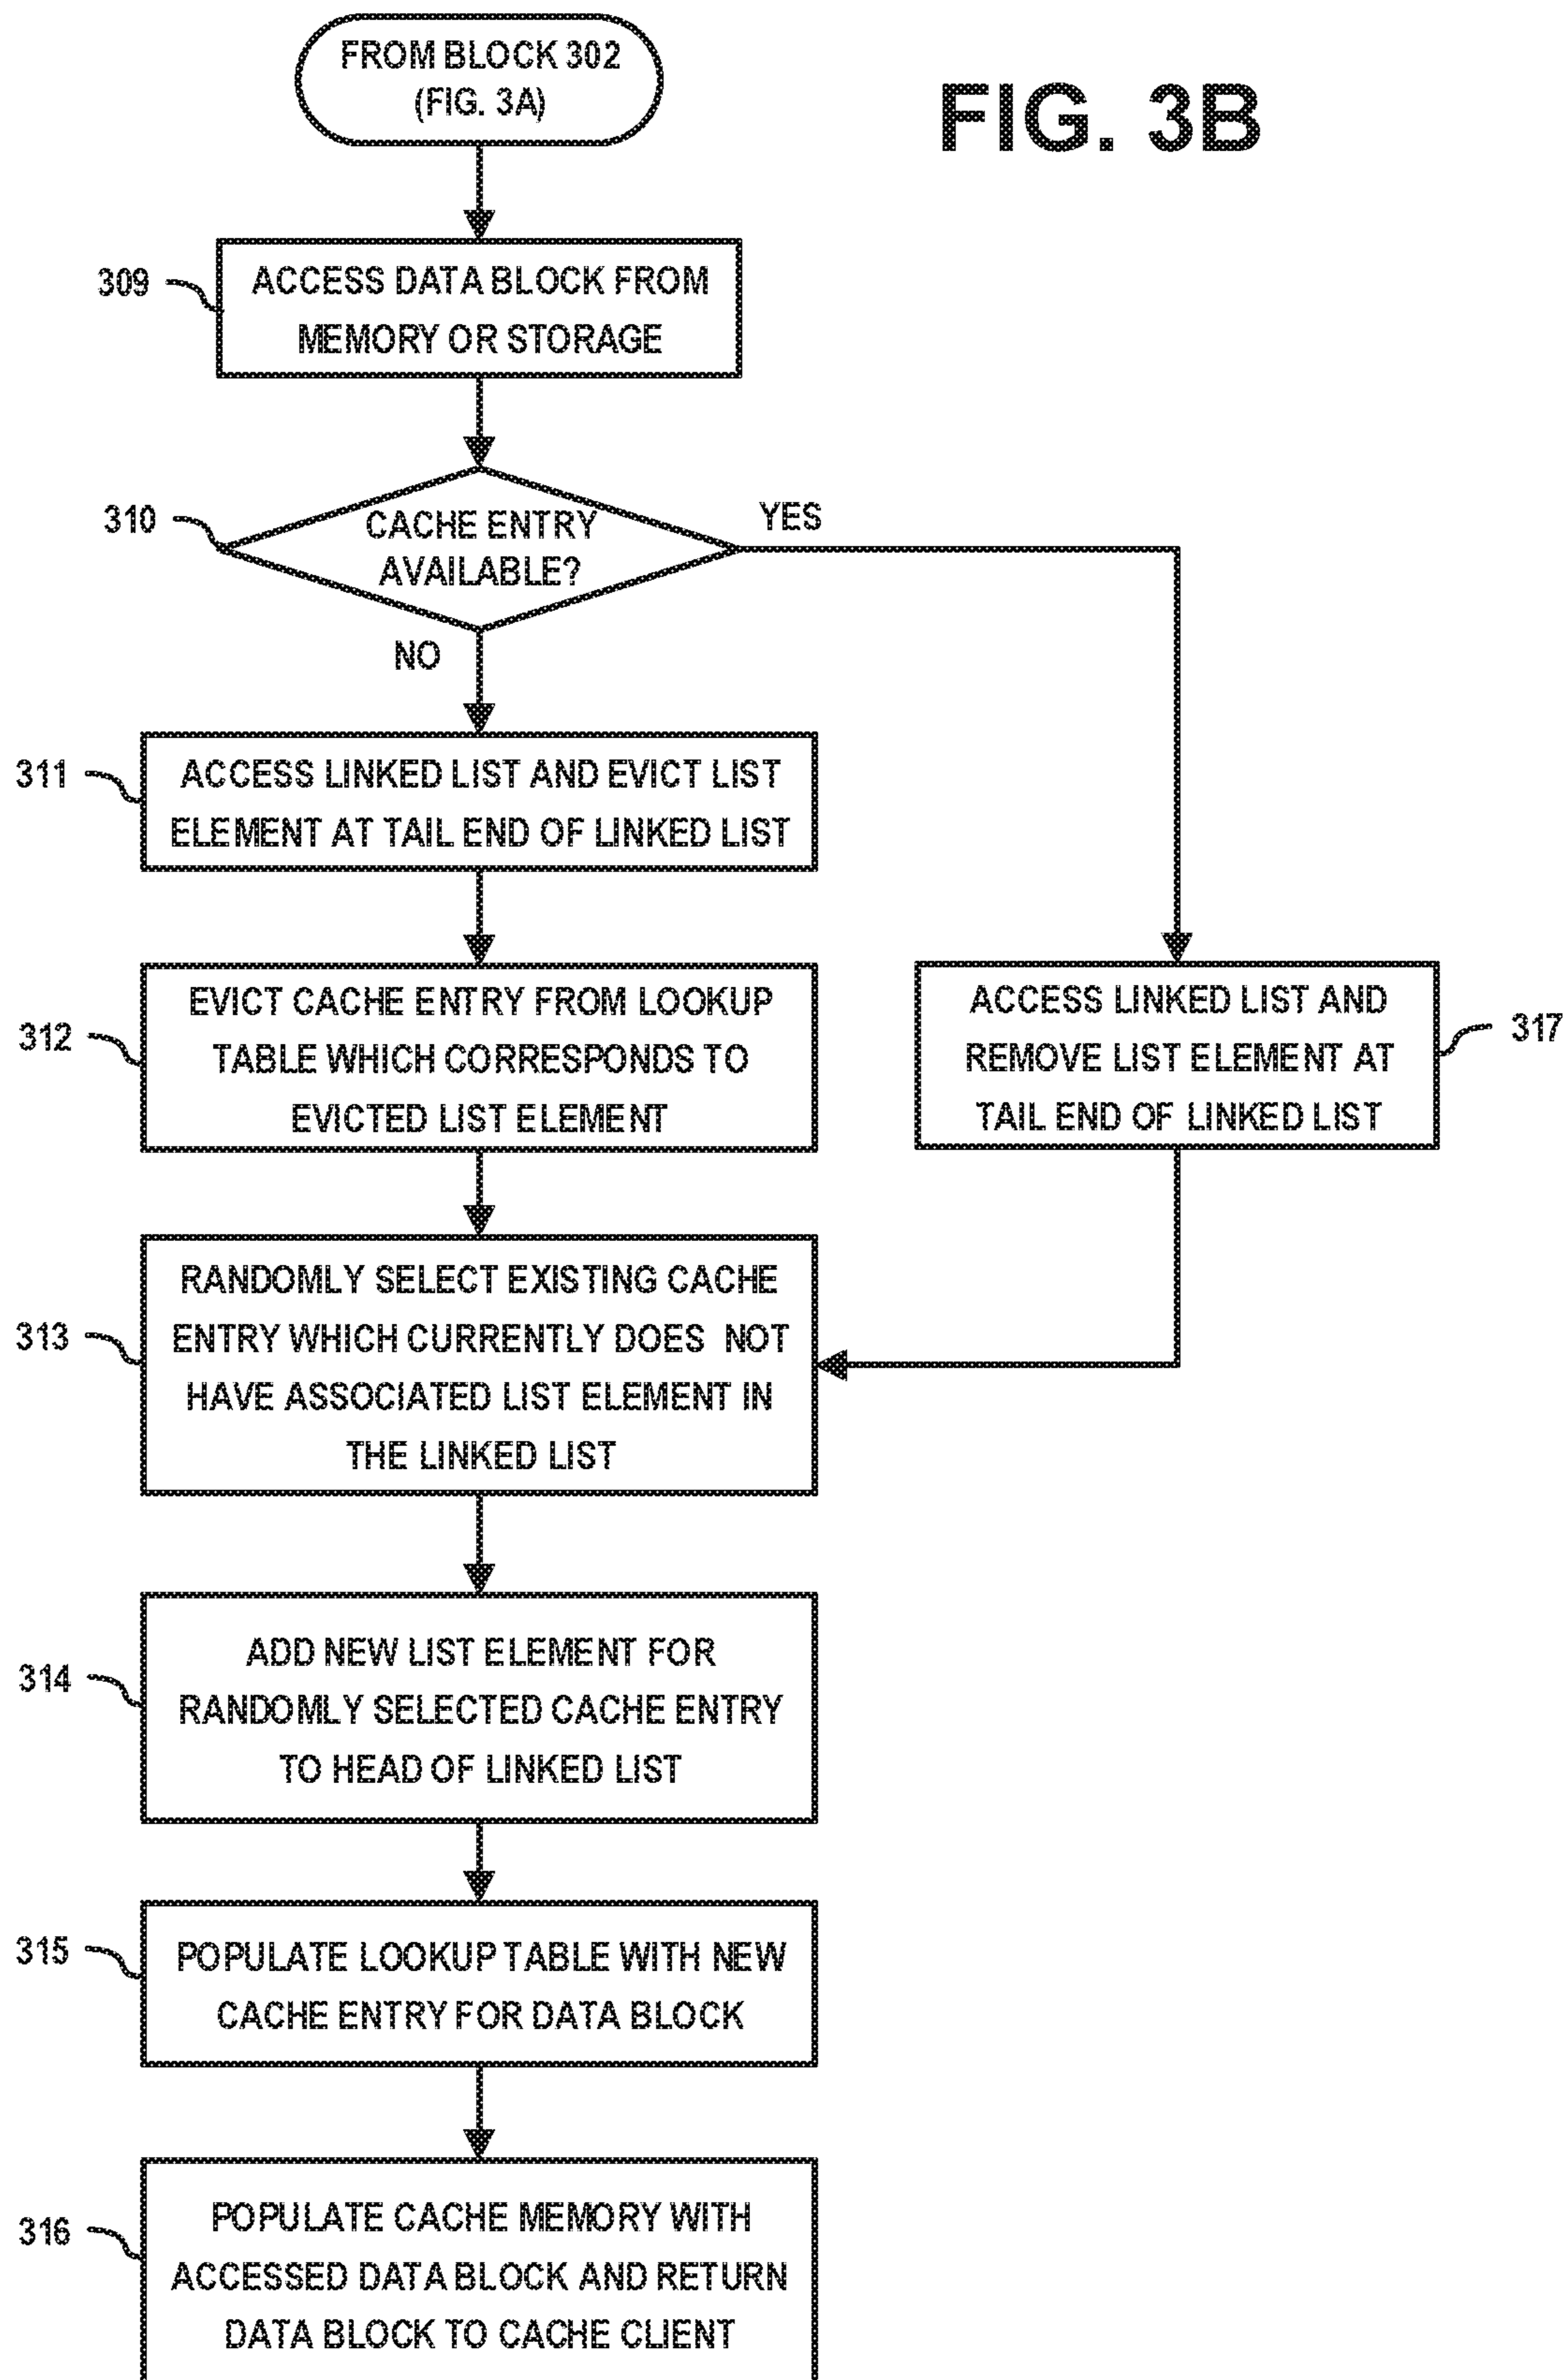 FROM BLOCK 302
(FIG. 3A)
FIG. 3B
309
ACCESS DATA BLOCK FROM
MEMORY OR STORAGE
310
CACHE ENTRY
AVAILABLE?
YES
NO
311
ACCESS LINKED LIST AND EVICT LIST
ELEMENT AT TAIL END OF LINKED LIST
312
EVICT CACHE ENTRY FROM LOOKUP
TABLE WHICH CORRESPONDS TO
EVICTED LIST ELEMENT
ACCESS LINKED LIST AND
REMOVE LIST ELEMENT AT
TAIL END OF LINKED LIST
317
313
RANDOMLY SELECT EXISTING CACHE
ENTRY WHICH CURRENTLY DOES NOT
HAVE ASSOCIATED LIST ELEMENT IN
THE LINKED LIST
314
ADD NEW LIST ELEMENT FOR
RANDOMLY SELECTED CACHE ENTRY
TO HEAD OF LINKED LIST
315
POPULATE LOOKUP TABLE WITH NEW
CACHE ENTRY FOR DATA BLOCK
316
POPULATE CACHE MEMORY WITH
ACCESSED DATA BLOCK AND RETURN
DATA BLOCK TO CACHE CLIENT